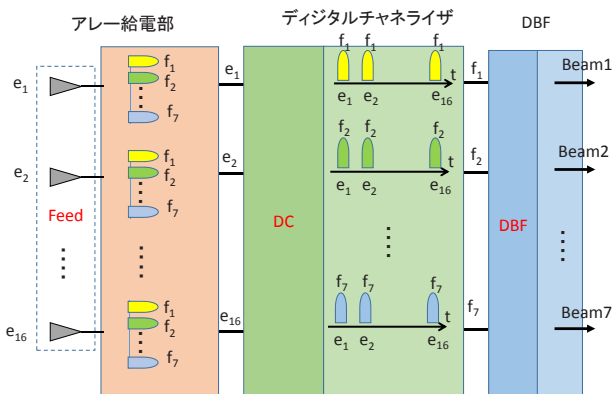 アレー給電部
ディジタルチャネライザ
DBF
e1
f1
f2
f7
e1
f1
t
e1 e2 e16
f1 f1 f1
Beam1
e2
f1
f2
f7
e2
f2 f2 f2
t
e1 e2 e16
f2
Beam2
Feed
DC
DBF
e16
f1
f2
f7
e16
f7 f7 f7
t
e1 e2 e16
f7
Beam7